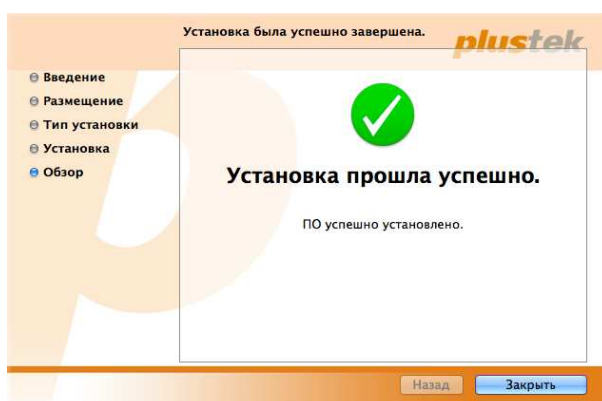 Установка была успешно завершена.
plustek
Введение
Размещение
Тип установки
Установка
Обзор
Установка прошла успешно.
ПО успешно установлено.
Назад
Закрыть